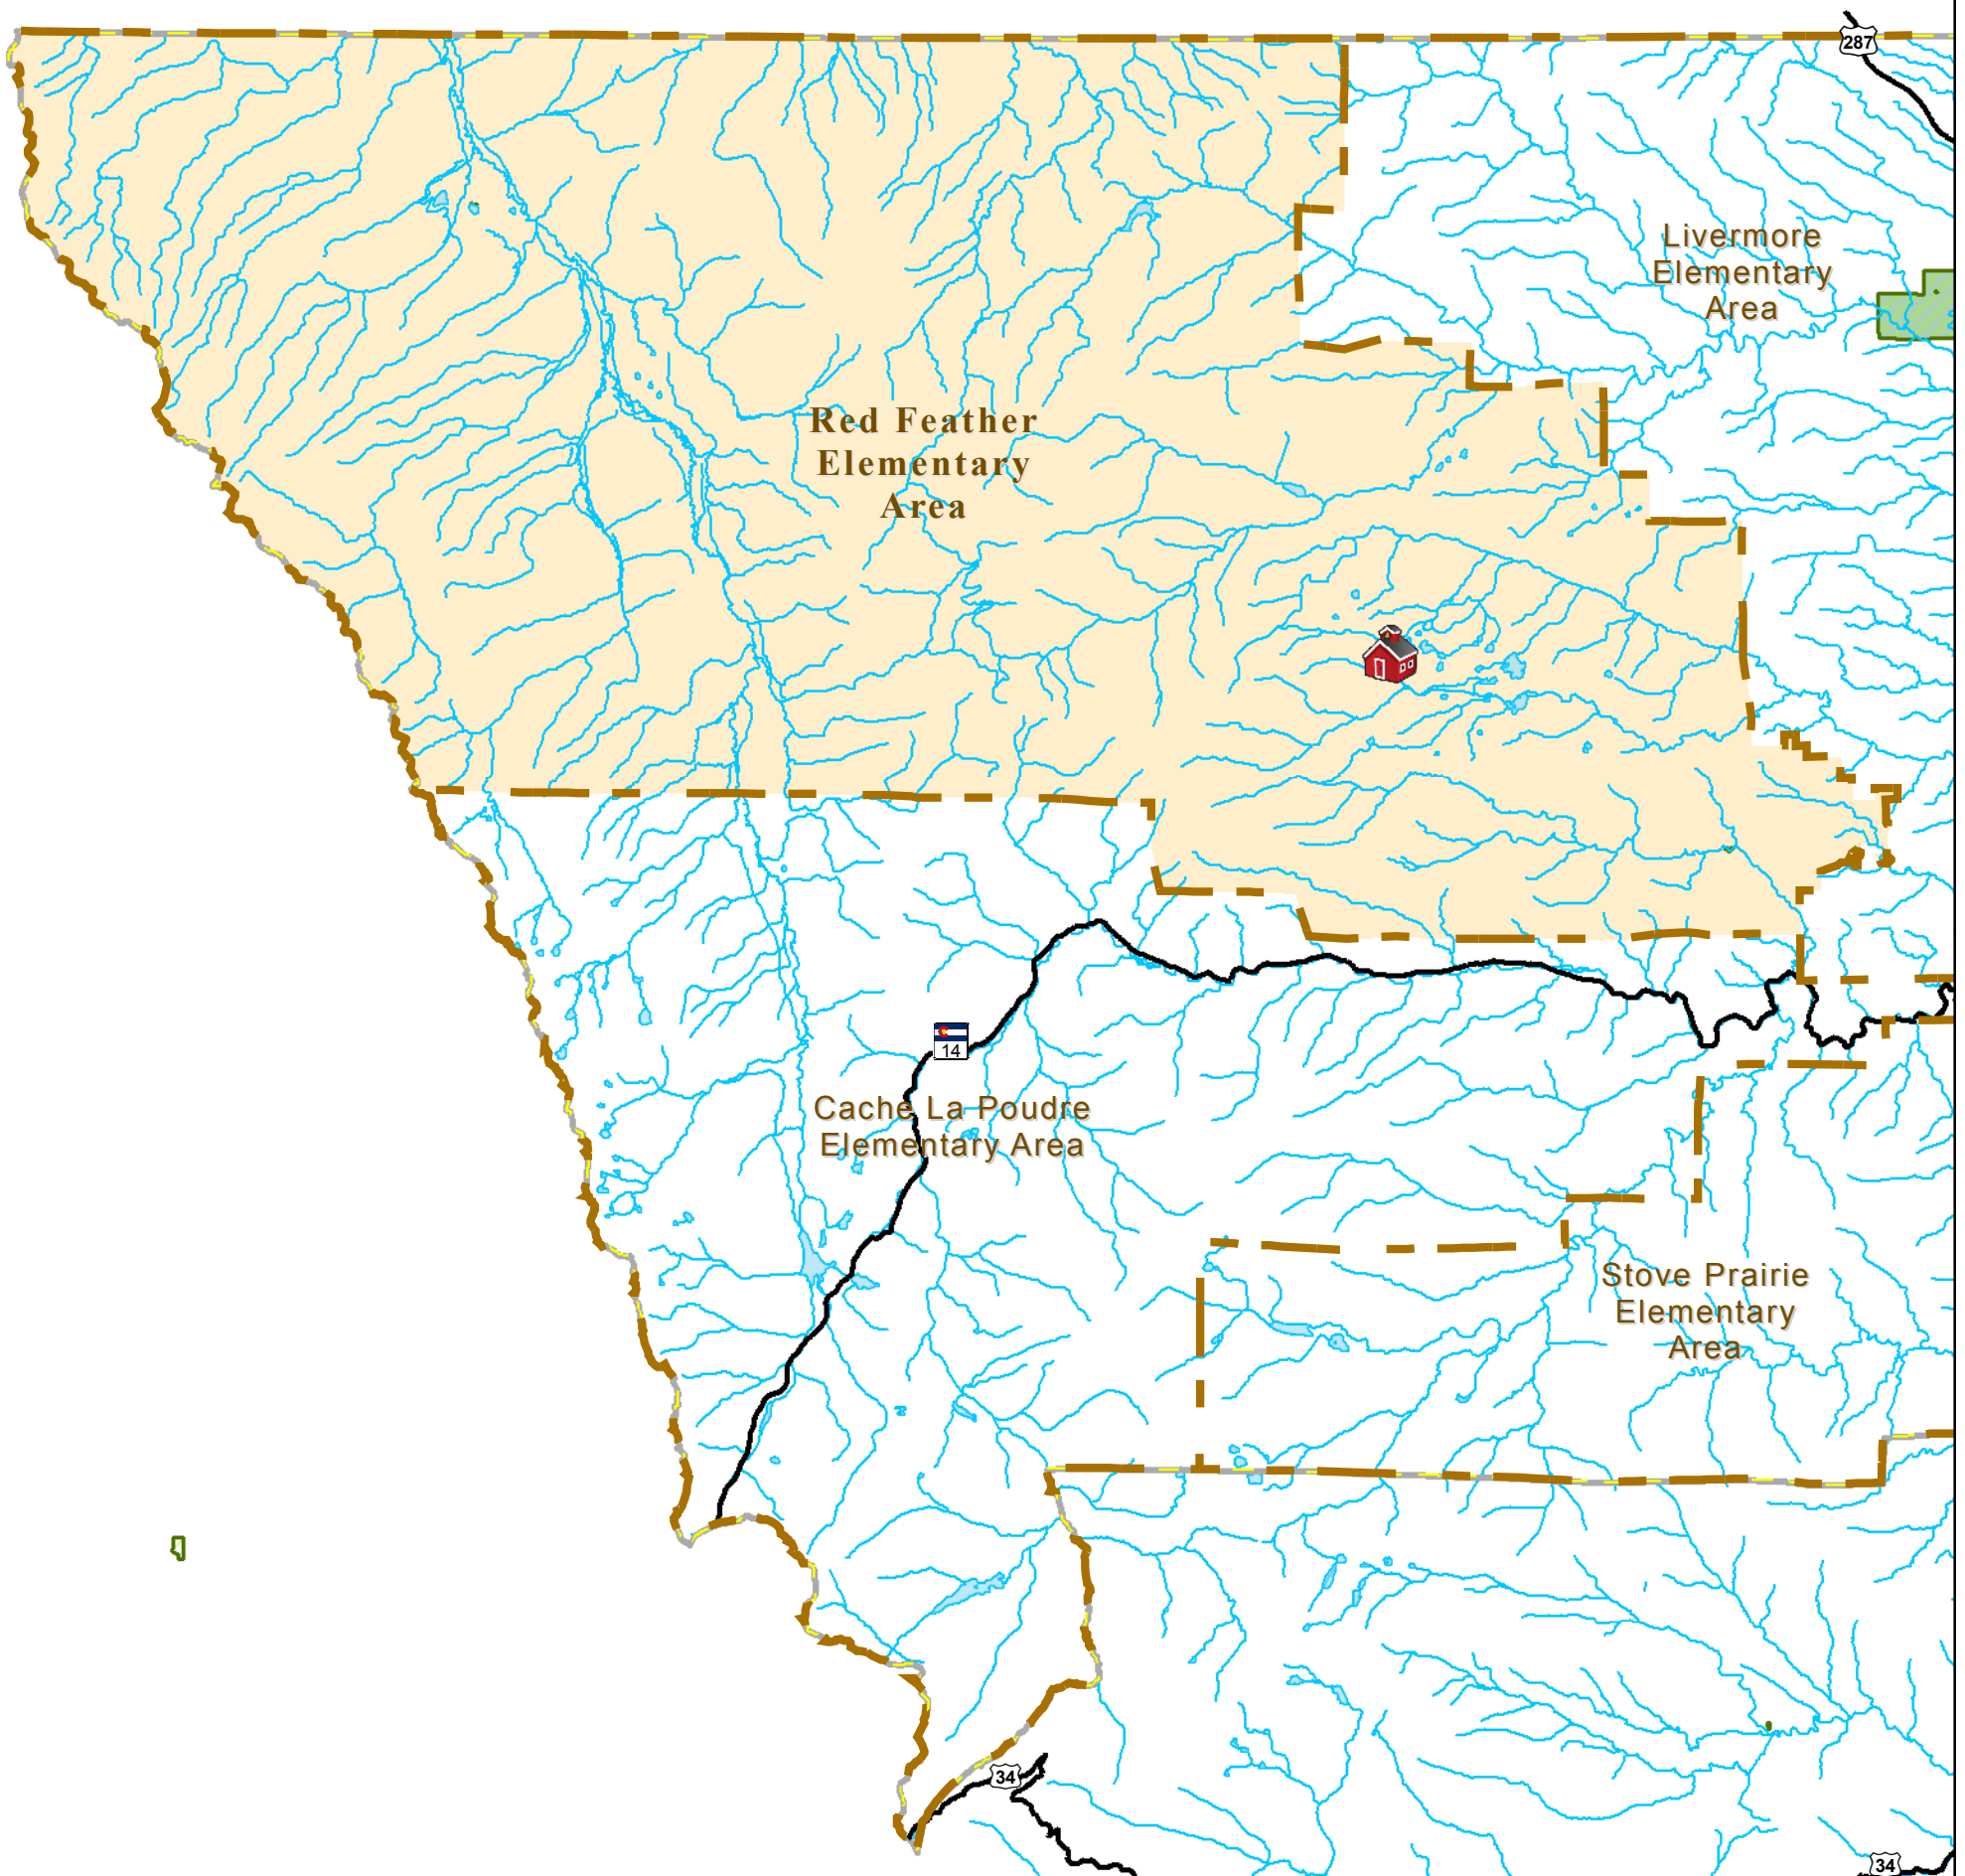 287
Livermore
Elementary
Area
Red Feather
Elementary
Area
14
Cache La Poudre
Elementary Area
Stove Prairie
Elementary
Area
34
34